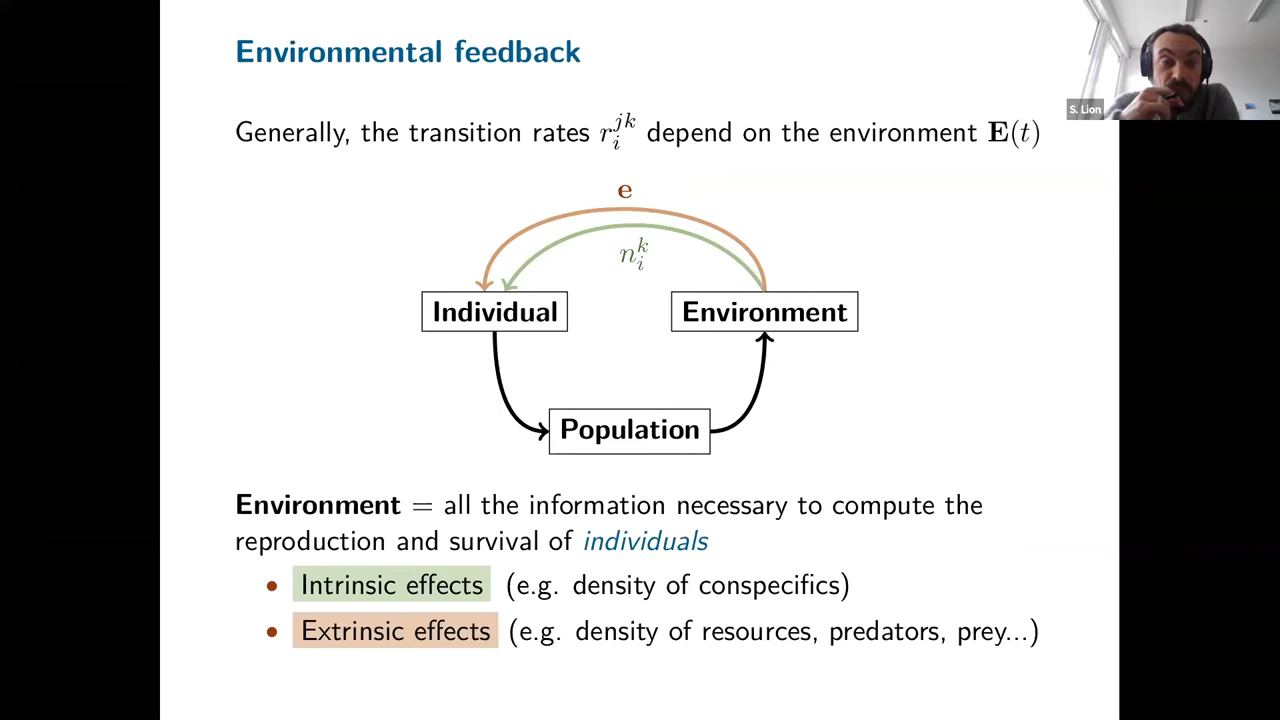 Environmental feedback
S. Lion
Generally, the transition rates $r_i^{jk}$ depend on the environment $\mathbf{E}(t)$
e
$n_i^k$
Individual
Environment
Population
Environment = all the information necessary to compute the
reproduction and survival of individuals
• Intrinsic effects (e.g. density of conspecifics)
• Extrinsic effects (e.g. density of resources, predators, prey...)